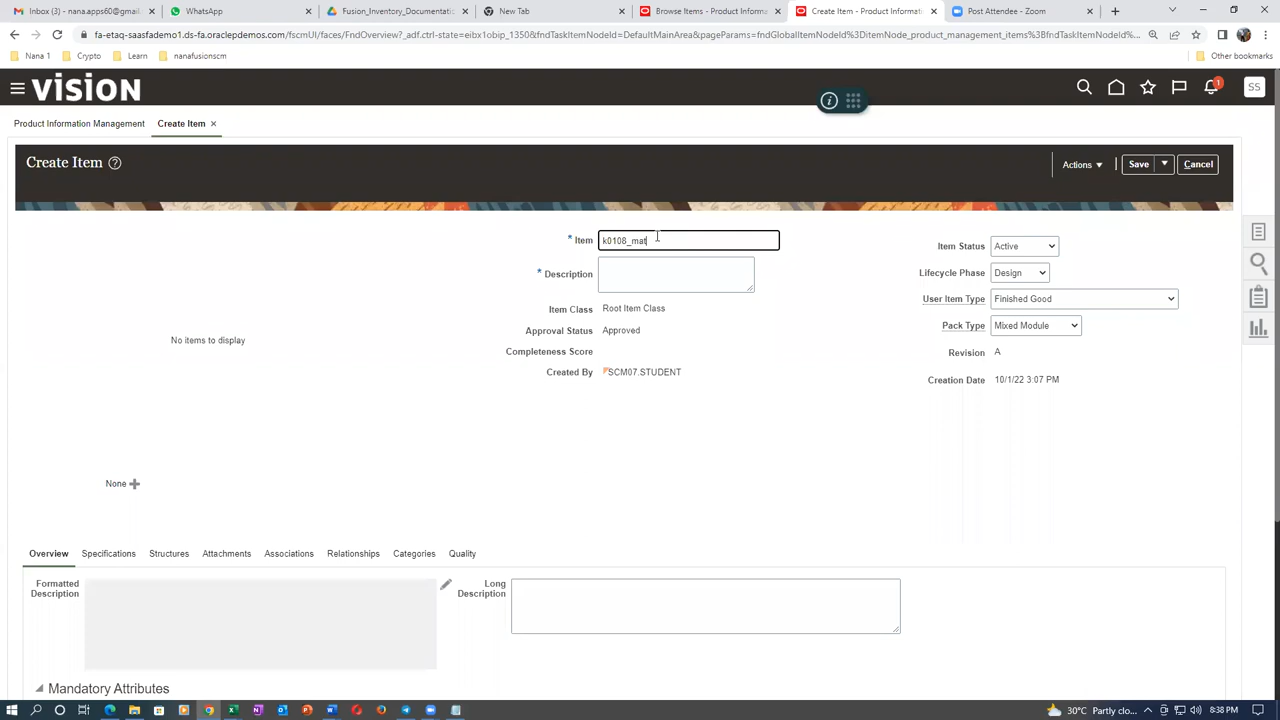 Inbox (3) - nana.apps60@gmail.
WhatsApp
Fusion_Inventory_Documentatio
New Tab
Browse Items - Product Informa
Create Item - Product Informati
Post Attendee - Zoom
fa-etaq-saasfademo1.ds-fa.oraclepdemos.com/fscmUI/faces/FndOverview?_adf.ctrl-state=eibx1obip_1350&fndTaskItemNodeId=DefaultMainArea&pageParams=fndGlobalItemNodeId%3DitemNode_product_management_items%3BfndTaskItemNodeId%...
Nana 1
Crypto
Learn
nanafusionscm
Other bookmarks
VISION
1
SS
Product Information Management
Create Item
Create Item
Actions
Save
Cancel
* Item k0108_mat
* Description
Item Class Root Item Class
Approval Status Approved
Completeness Score
Created By SCM07.STUDENT
Item Status Active
Lifecycle Phase Design
User Item Type Finished Good
Pack Type Mixed Module
Revision A
Creation Date 10/1/22 3:07 PM
No items to display
None
Overview
Specifications
Structures
Attachments
Associations
Relationships
Categories
Quality
Formatted
Description
Long
Description
Mandatory Attributes
30°C Partly clo...
8:38 PM